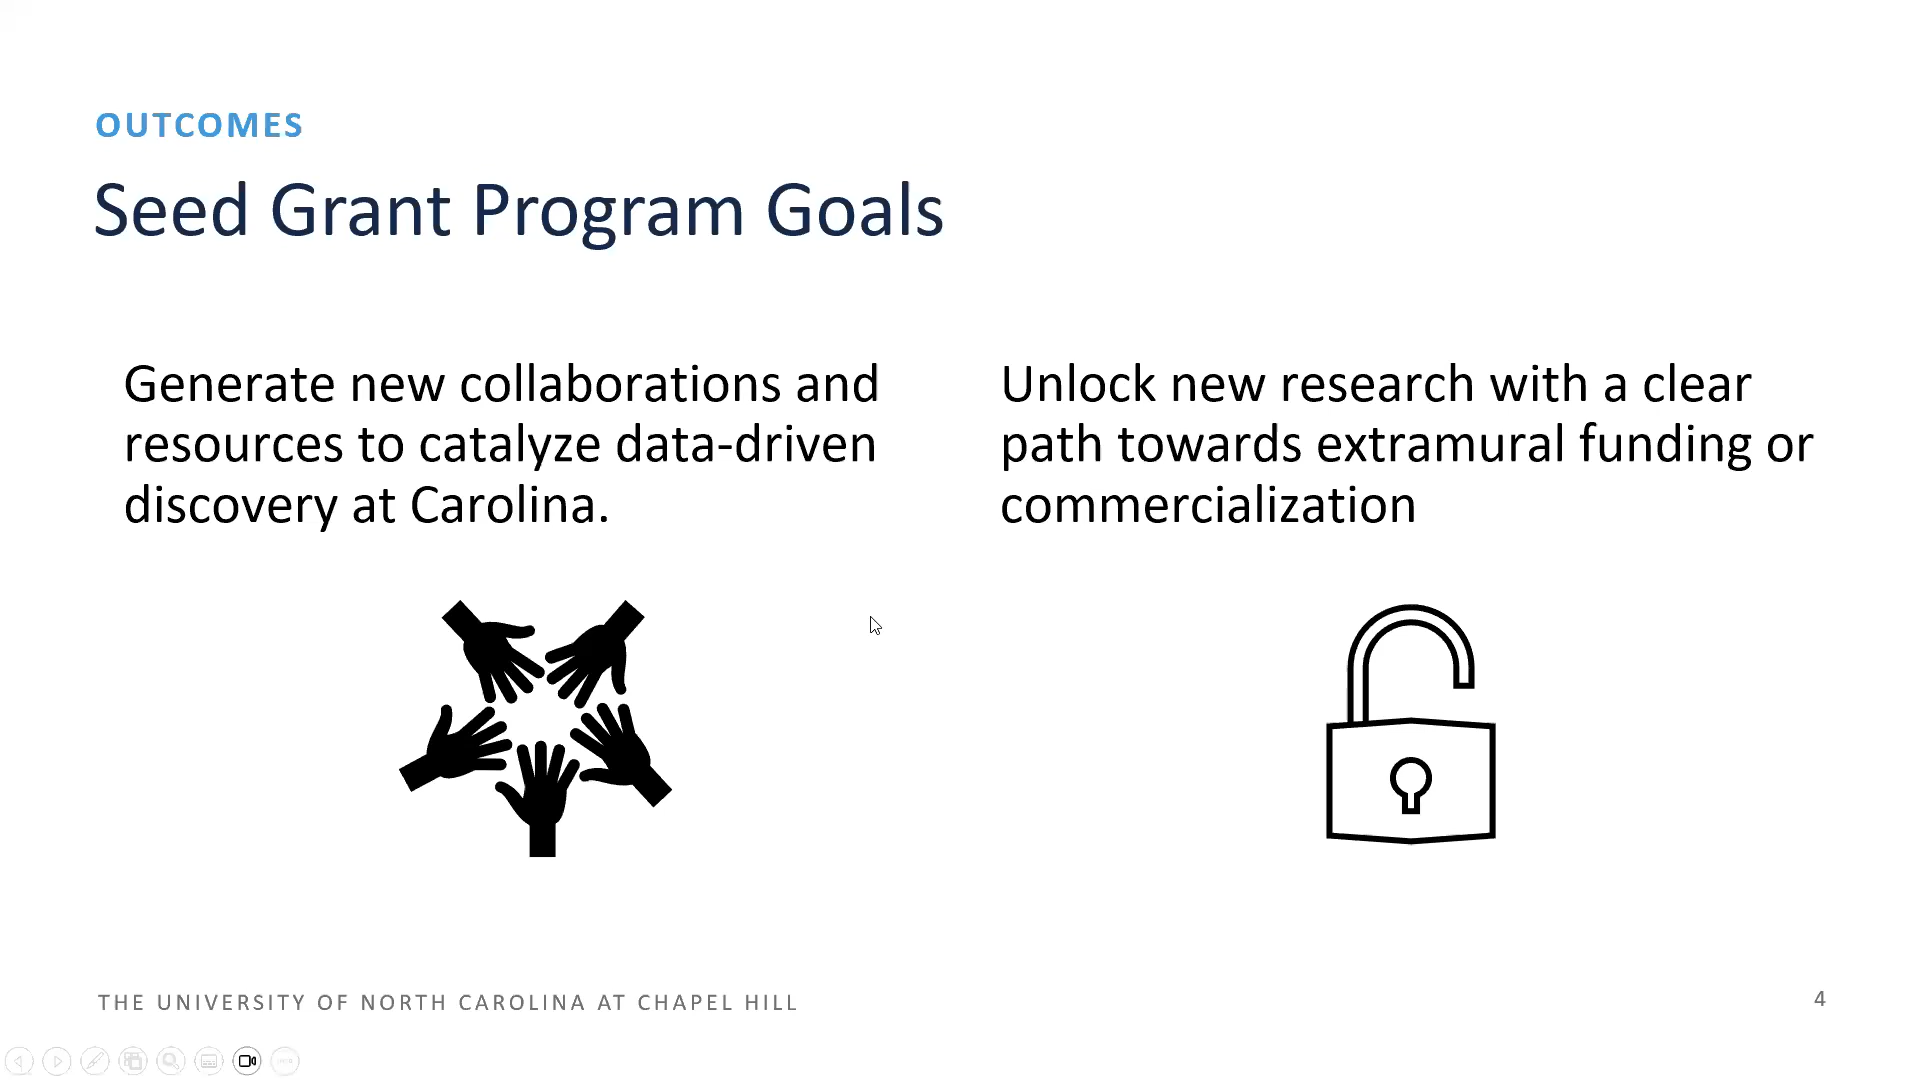 OUTCOMES
Seed Grant Program Goals
Generate new collaborations and
resources to catalyze data-driven
discovery at Carolina.
Unlock new research with a clear
path towards extramural funding or
commercialization
THE UNIVERSITY OF NORTH CAROLINA AT CHAPEL HILL
4